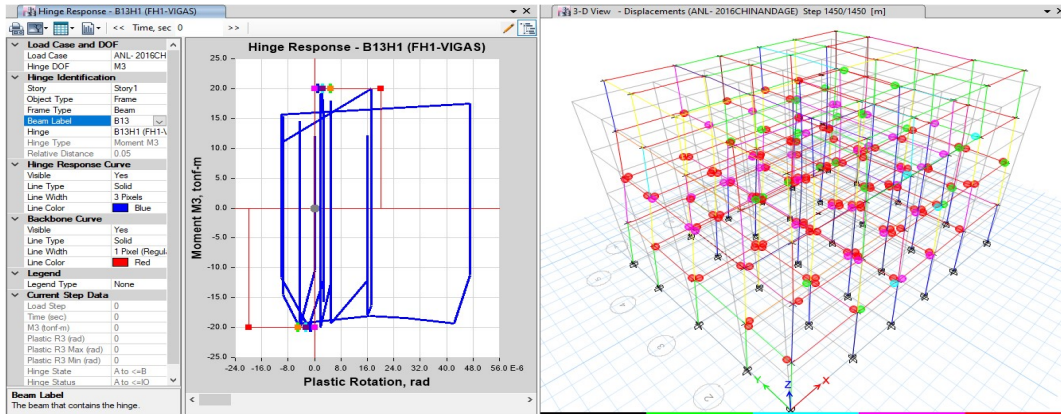 Hinge Response - B13H1 (FH1-VIGAS)
<< Time, sec 0 >>
Load Case and DOF
Load Case ANL- 2016CH
Hinge DOF M3
Hinge Identification
Story Story1
Object Type Frame
Frame Type Beam
Beam Label B13
Hinge B13H1 (FH1-V
Hinge Type Moment M3
Relative Distance 0.05
Hinge Response Curve
Visible Yes
Line Type Solid
Line Width 3 Pixels
Line Color Blue
Backbone Curve
Visible Yes
Line Type Solid
Line Width 1 Pixel (Regul
Line Color Red
Legend
Legend Type None
Current Step Data
Load Step 0
Time (sec) 0
M3 (tonf-m) 0
Plastic R3 (rad) 0
Plastic R3 Max (rad) 0
Plastic R3 Min (rad) 0
Hinge State A to <=B
Hinge Status A to <=IO
Beam Label
The beam that contains the hinge.
Hinge Response - B13H1 (FH1-VIGAS)
Moment M3, tonf-m
25.0
20.0
15.0
10.0
5.0
0.0
-5.0
-10.0
-15.0
-20.0
-25.0
-24.0 -16.0 -8.0 0.0 8.0 16.0 24.0 32.0 40.0 48.0 56.0 E-6
Plastic Rotation, rad
3-D View - Displacements (ANL- 2016CHINANDAGE) Step 1450/1450 [m]
Y Z X